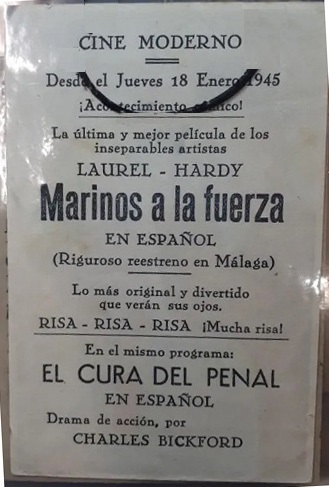 CINE MODERNO
Desde el Jueves 18 Enero 1945
¡Acontecimiento cómico!
La última y mejor película de los
inseparables artistas
LAUREL - HARDY
Marinos a la fuerza
EN ESPAÑOL
(Riguroso reestreno en Málaga)
Lo más original y divertido
que verán sus ojos.
RISA - RISA - RISA ¡Mucha risa!
En el mismo programa:
EL CURA DEL PENAL
EN ESPAÑOL
Drama de acción, por
CHARLES BICKFORD